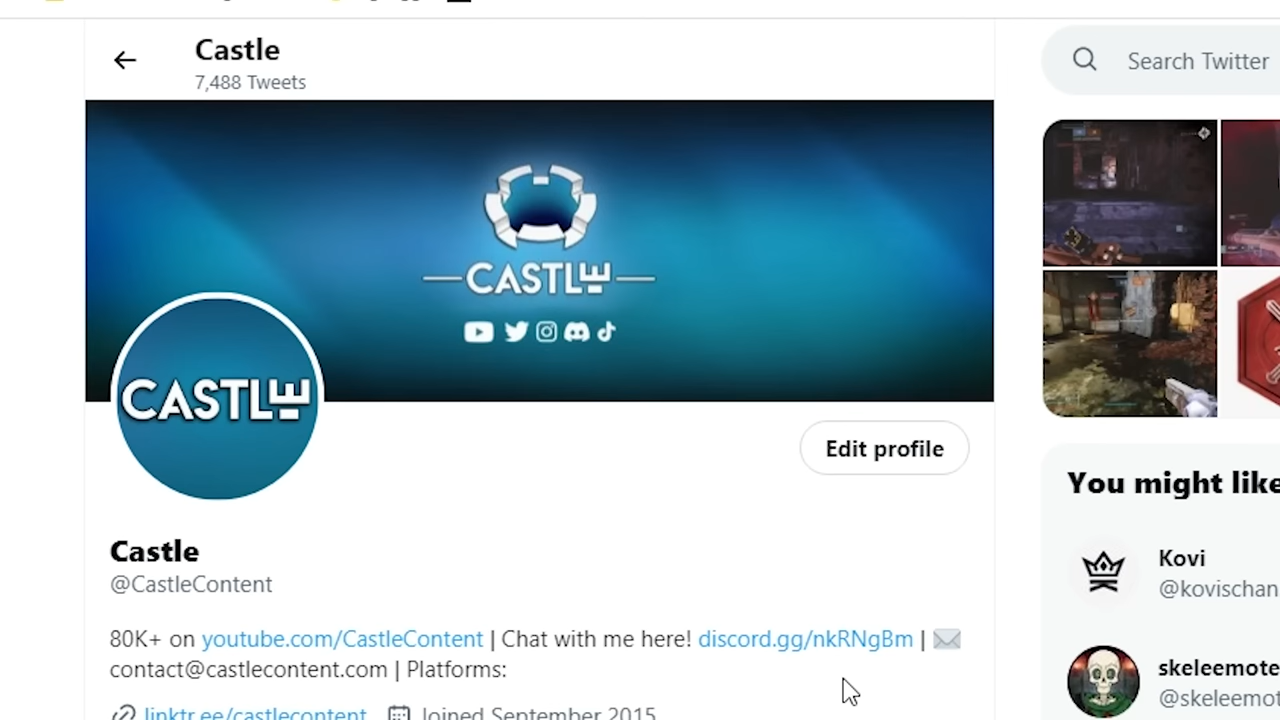 Castle
7,488 Tweets
Search Twitter
CASTLE
CASTLE
Edit profile
You might like
Castle
@CastleContent
Kovi
@kovischan
80K+ on youtube.com/CastleContent | Chat with me here! discord.gg/nkRNgBm |
contact@castlecontent.com | Platforms:
skeleemote
@skeleemot
linktr.ee/castlecontent Joined September 2015